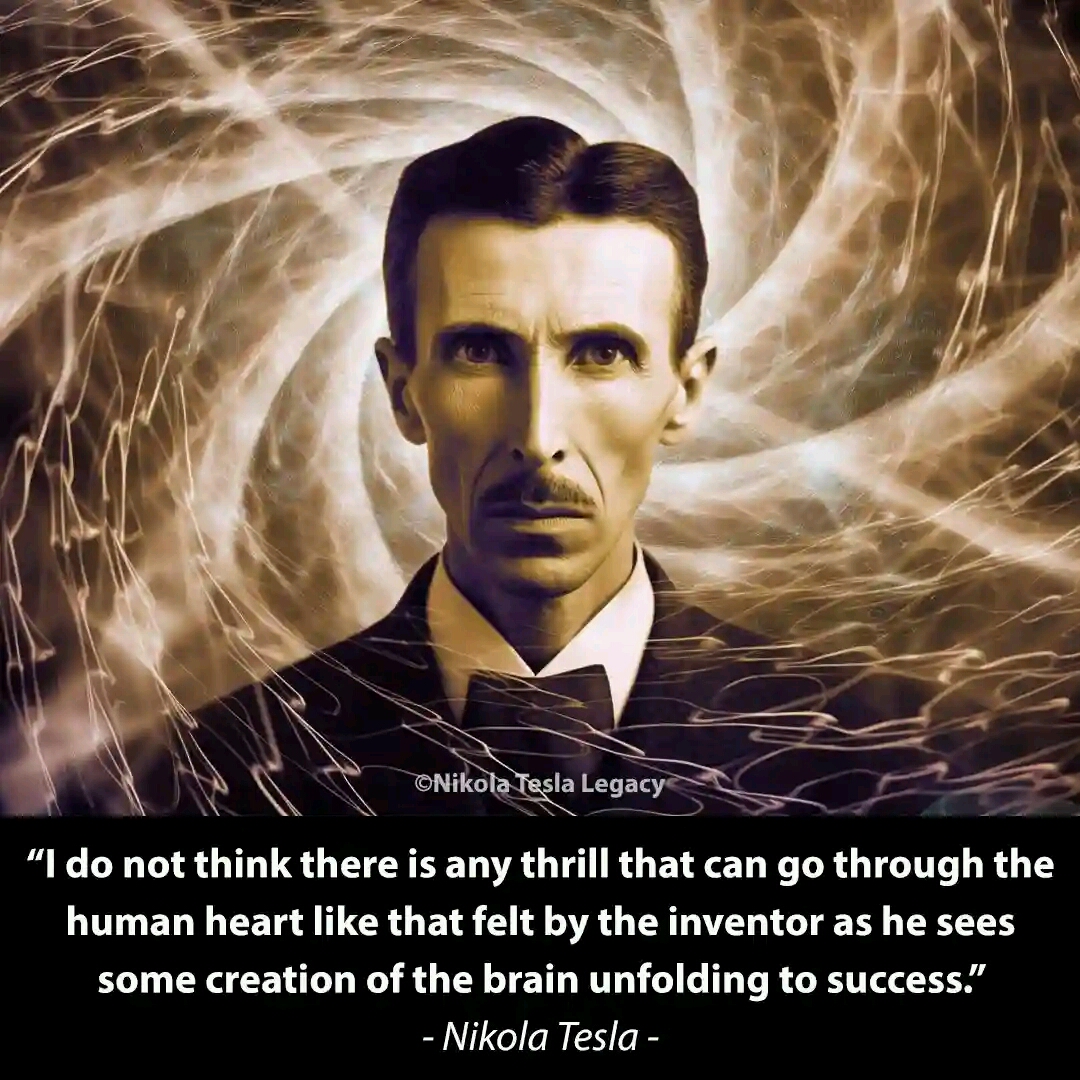 ©Nikola Tesla Legacy
“I do not think there is any thrill that can go through the
human heart like that felt by the inventor as he sees
some creation of the brain unfolding to success.”
- Nikola Tesla -